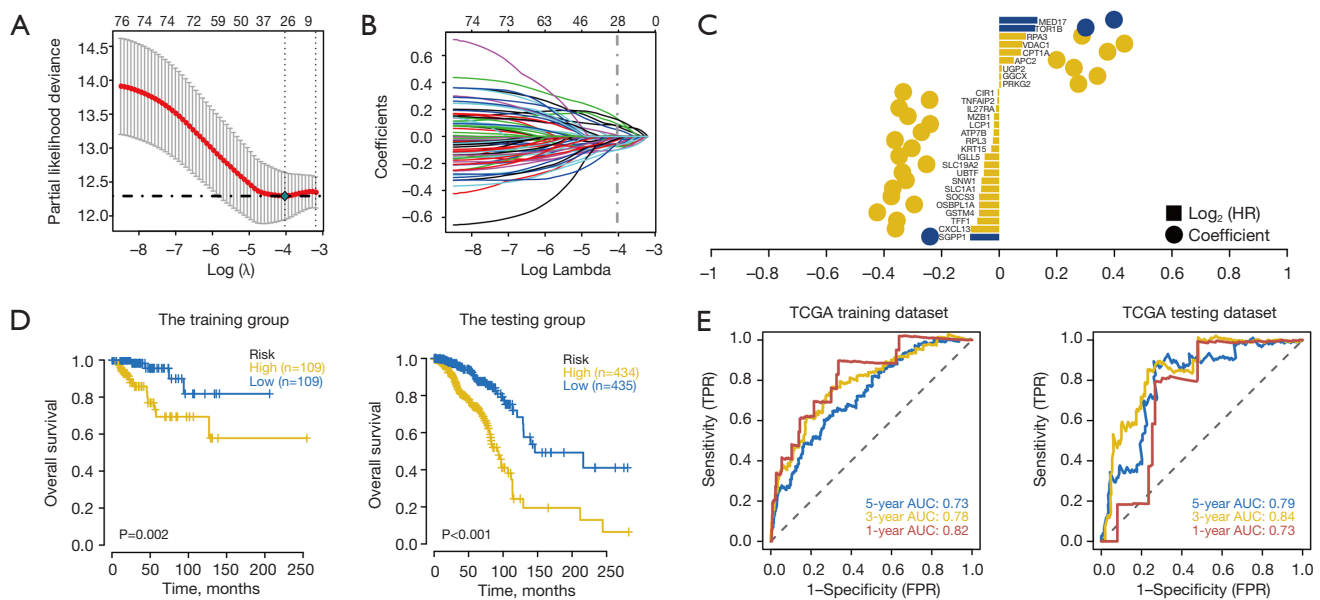 A
76 74 74 72 59 50 37 26 9
Partial likelihood deviance
14.5
14.0
13.5
13.0
12.5
12.0
−8 −7 −6 −5 −4 −3
Log (λ)
B
74 73 63 46 28 0
Coefficients
0.6
0.4
0.2
0.0
−0.2
−0.4
−0.6
−8 −7 −6 −5 −4
Log Lambda
C
MED17
TOR1B
RPA3
VDAC1
CPT1A
APC2
UGP2
GGCX
PRKG2
CIR1
TNFAIP2
IL27RA
MZB1
LCP1
ATP7B
RPL3
KRT15
IGLL5
SLC19A2
UBTF
SNW1
SLC1A1
SOCS3
OSBPL1A
GSTM4
TFF1
CXCL13
SGPP1
Log2 (HR)
Coefficient
−1 −0.8 −0.6 −0.4 −0.2 0 0.2 0.4 0.6 0.8 1
D
The training group
Overall survival
1.0
0.8
0.6
0.4
0.2
0.0
Risk
High (n=109)
Low (n=109)
P=0.002
0 50 100 150 200 250
Time, months
The testing group
Overall survival
1.0
0.8
0.6
0.4
0.2
0.0
Risk
High (n=434)
Low (n=435)
P<0.001
0 50 100 150 200 250
Time, months
E
TCGA training dataset
Sensitivity (TPR)
1.0
0.8
0.6
0.4
0.2
0.0
5-year AUC: 0.73
3-year AUC: 0.78
1-year AUC: 0.82
0.0 0.2 0.4 0.6 0.8 1.0
1−Specificity (FPR)
TCGA testing dataset
Sensitivity (TPR)
1.0
0.8
0.6
0.4
0.2
0.0
5-year AUC: 0.79
3-year AUC: 0.84
1-year AUC: 0.73
0.0 0.2 0.4 0.6 0.8 1.0
1−Specificity (FPR)